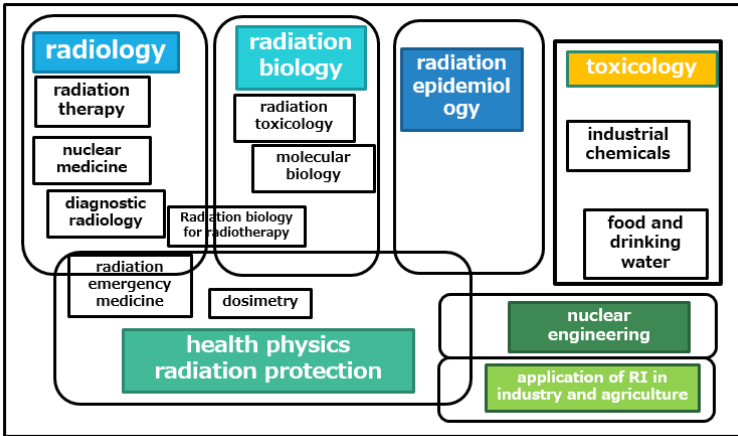 radiology
radiation
therapy
nuclear
medicine
diagnostic
radiology
radiation
biology
radiation
toxicology
molecular
biology
Radiation biology
for radiotherapy
radiation
epidemiol
ogy
toxicology
industrial
chemicals
food and
drinking
water
radiation
emergency
medicine
dosimetry
health physics
radiation protection
nuclear
engineering
application of RI in
industry and agriculture